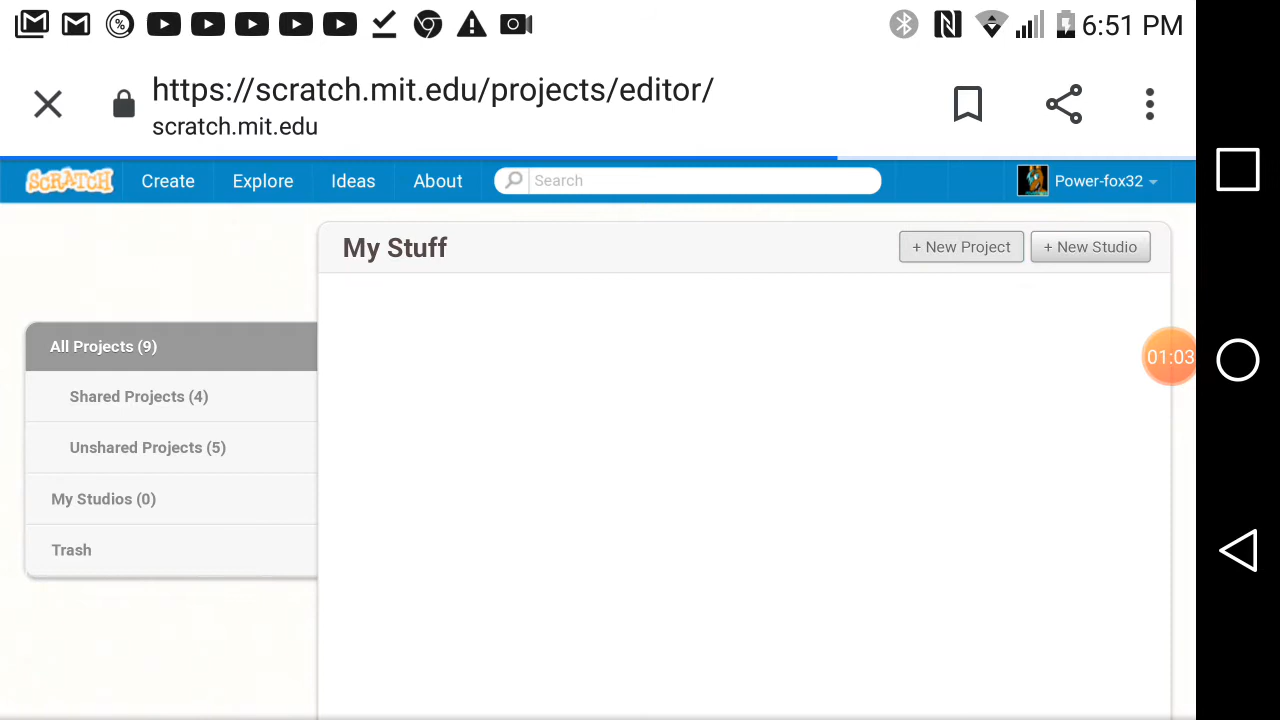 6:51 PM
https://scratch.mit.edu/projects/editor/
scratch.mit.edu
SCRATCH Create Explore Ideas About Search Power-fox32
My Stuff + New Project + New Studio
All Projects (9)
01:03
Shared Projects (4)
Unshared Projects (5)
My Studios (0)
Trash